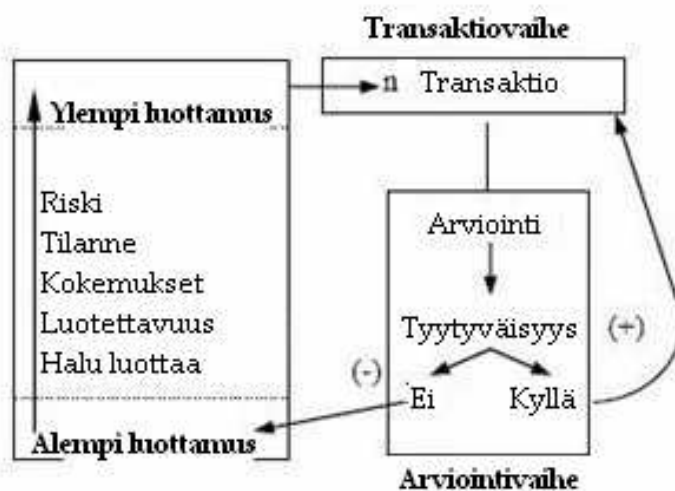 Transaktiovaihe
n Transaktio
Ylempi luottamus
Riski
Tilanne
Kokemukset
Luotettavuus
Halu luottaa
Alempi luottamus
Arviointi
Tyytyväisyys
(+)
(-)
Ei Kyllä
Arviointivaihe